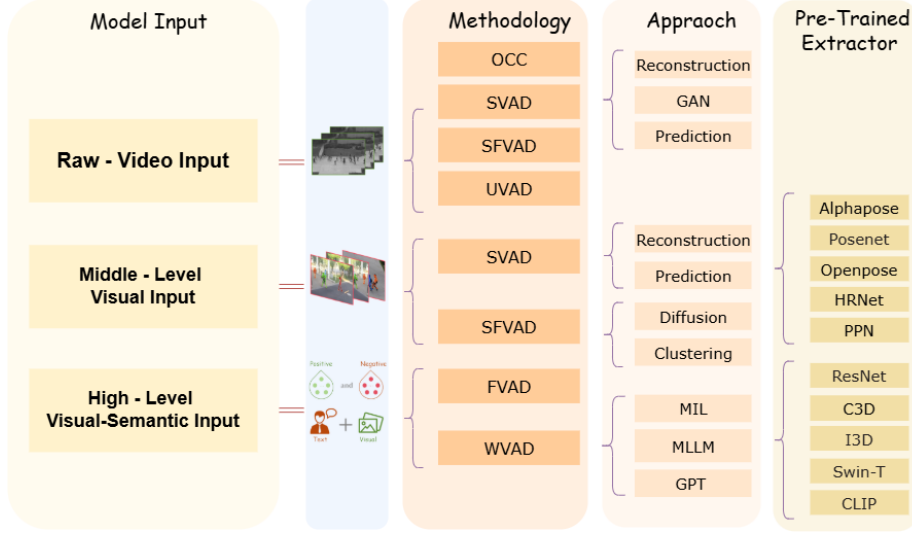 Model Input
Methodology
Appraoch
Pre-Trained
Extractor
Raw - Video Input
OCC
SVAD
SFVAD
UVAD
Reconstruction
GAN
Prediction
Middle - Level
Visual Input
SVAD
SFVAD
Reconstruction
Prediction
Diffusion
Clustering
Alphapose
Posenet
Openpose
HRNet
PPN
High - Level
Visual-Semantic Input
Positive
and
Negative
Text
+
Visual
FVAD
WVAD
MIL
MLLM
GPT
ResNet
C3D
I3D
Swin-T
CLIP